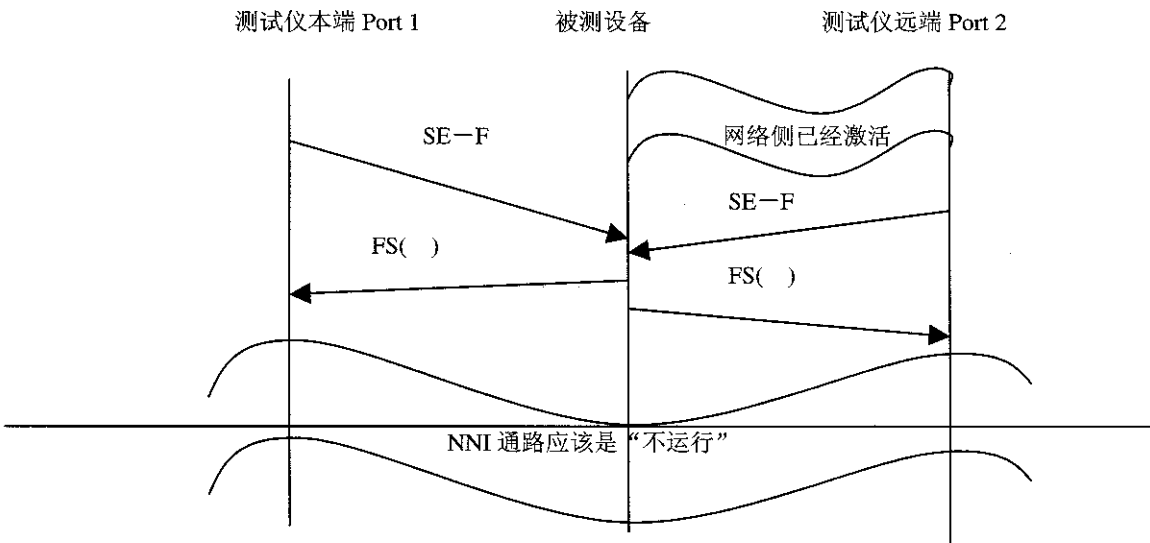 测试仪本端 Port 1 被测设备 测试仪远端 Port 2
网络侧已经激活
SE－F
SE－F
FS( )
FS( )
NNI 通路应该是“不运行”